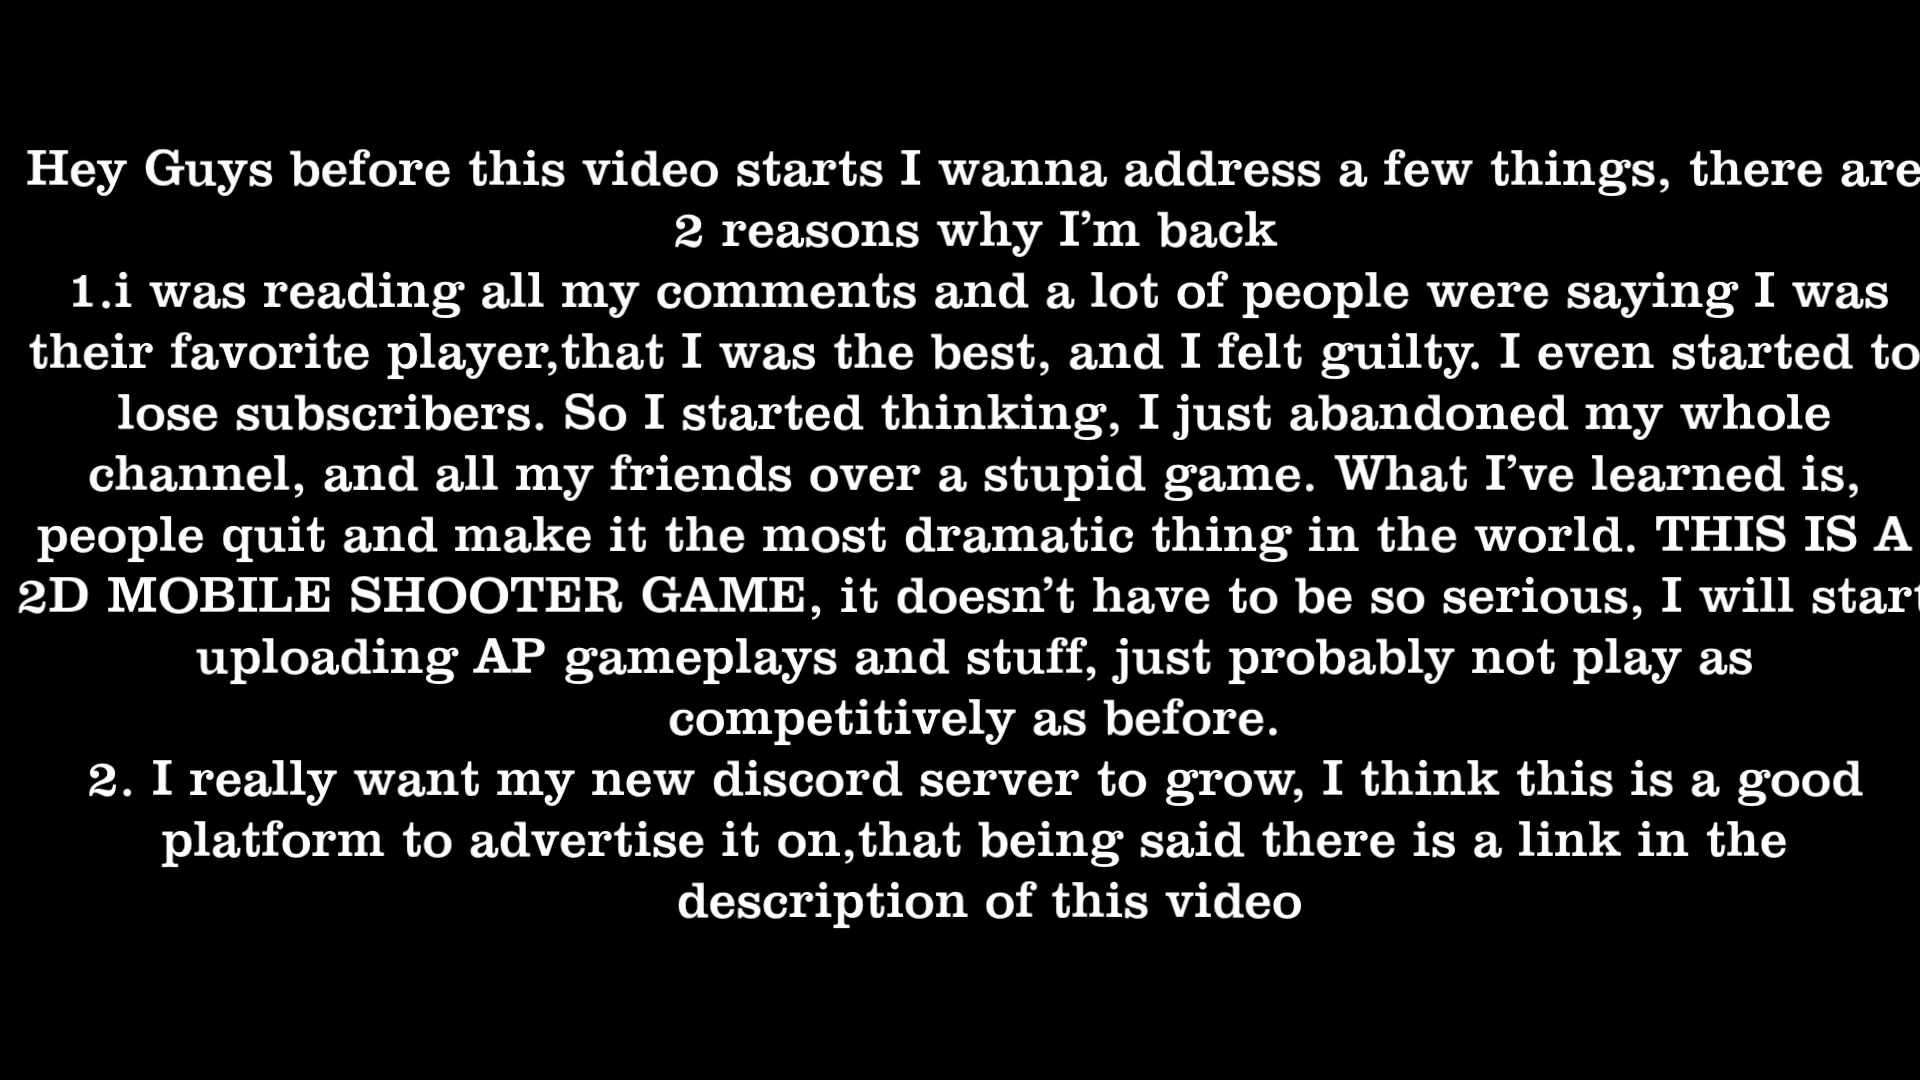 Hey Guys before this video starts I wanna address a few things, there are
2 reasons why I’m back
1.i was reading all my comments and a lot of people were saying I was
their favorite player,that I was the best, and I felt guilty. I even started to
lose subscribers. So I started thinking, I just abandoned my whole
channel, and all my friends over a stupid game. What I’ve learned is,
people quit and make it the most dramatic thing in the world. THIS IS A
2D MOBILE SHOOTER GAME, it doesn’t have to be so serious, I will start
uploading AP gameplays and stuff, just probably not play as
competitively as before.
2. I really want my new discord server to grow, I think this is a good
platform to advertise it on,that being said there is a link in the
description of this video